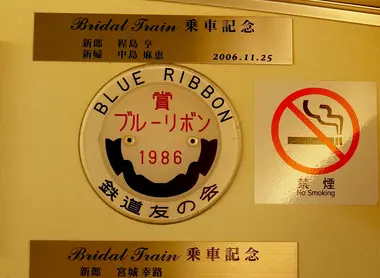 Bridal Train 乗車記念
新郎 程島 亨
新婦 中島 麻恵
2006.11.25
BLUE RIBBON
賞
ブルーリボン
1986
鉄道友の会
禁煙
No Smoking
Bridal Train 乗車記念
新郎 宮城 幸路